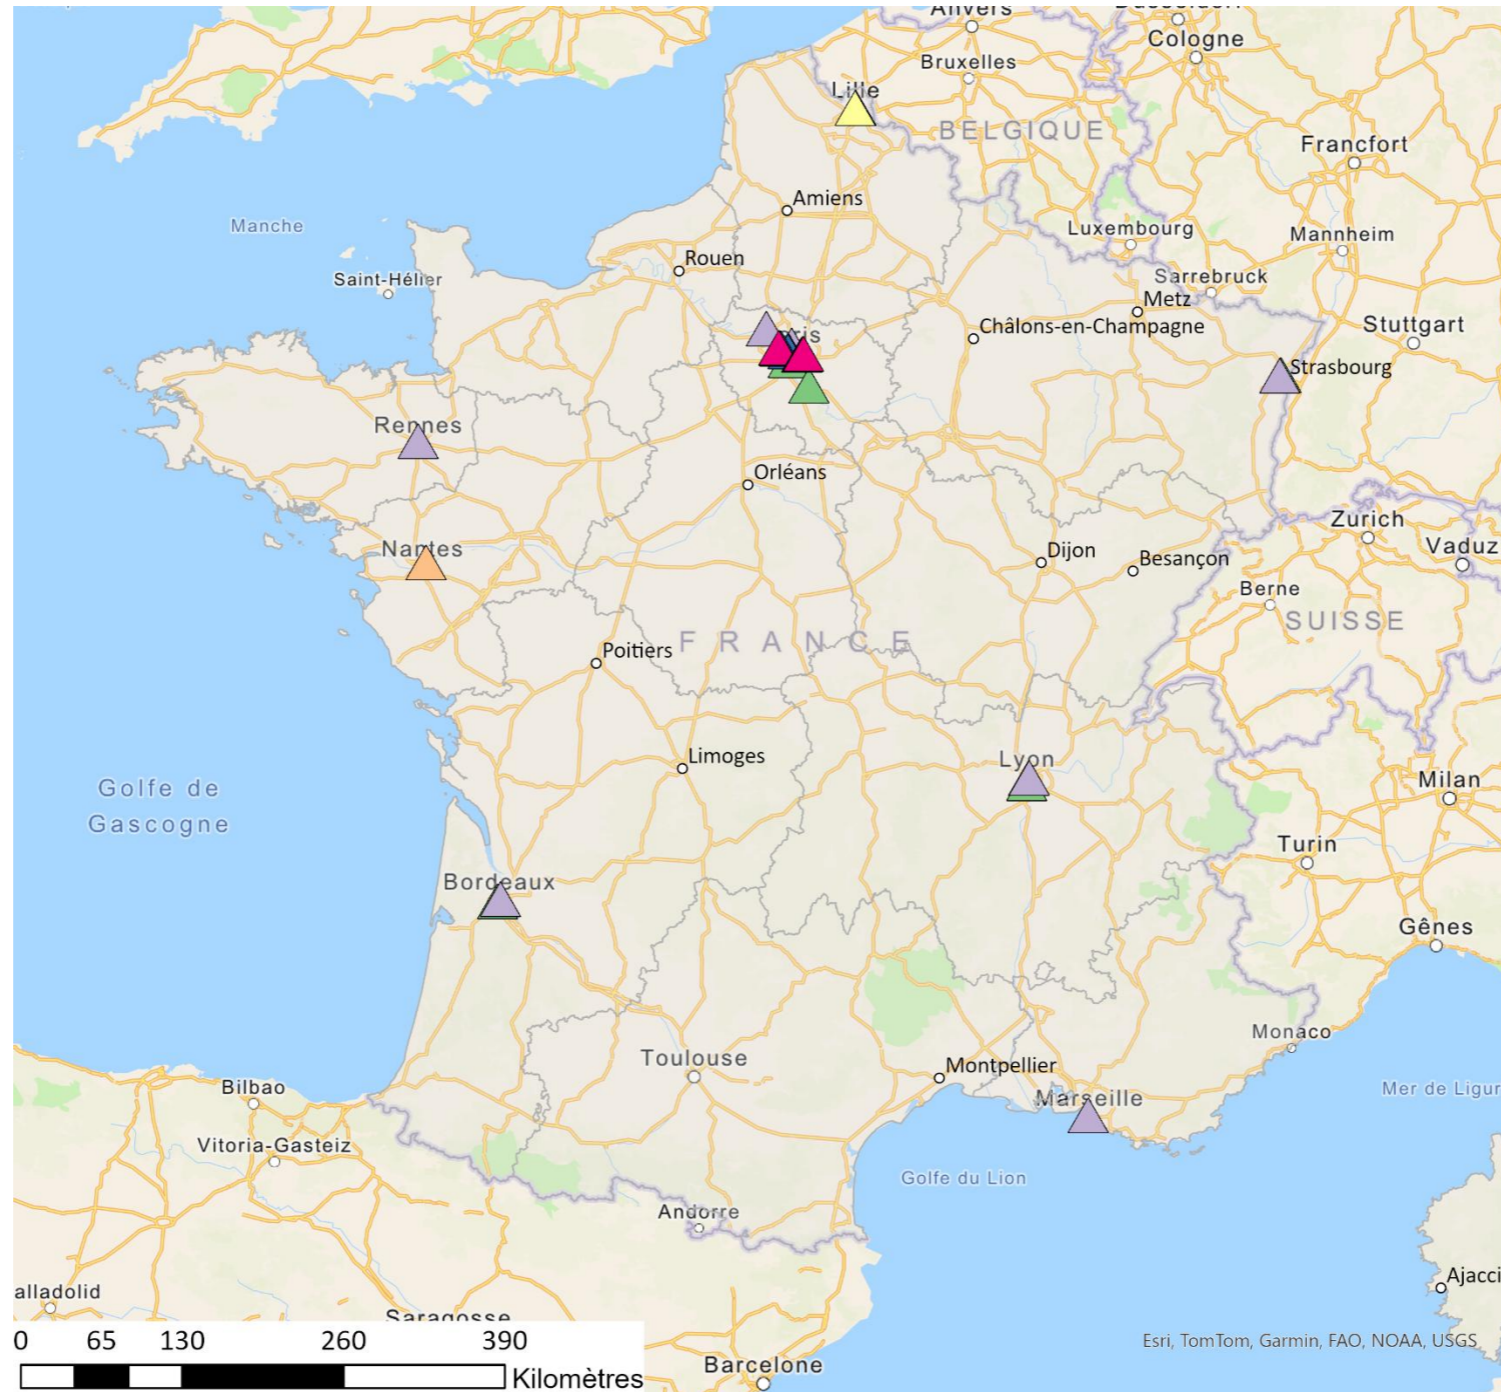 Anvers
Cologne
Bruxelles
Lille
BELGIQUE
Francfort
Amiens
Manche
Luxembourg
Mannheim
Rouen
Saint-Hélier
Sarrebruck
Metz
Châlons-en-Champagne
Stuttgart
Strasbourg
Rennes
Orléans
Zurich
Nantes
Vaduz
Dijon
Besançon
Berne
SUISSE
FRANCE
Poitiers
Limoges
Lyon
Milan
Golfe de
Gascogne
Turin
Bordeaux
Gênes
Monaco
Toulouse
Montpellier
Bilbao
Marseille
Mer de Ligur
Vitoria-Gasteiz
Golfe du Lion
Andorre
Ajacci
alladolid
Saragosse
0 65 130 260 390
Kilomètres
Esri, TomTom, Garmin, FAO, NOAA, USGS
Barcelone